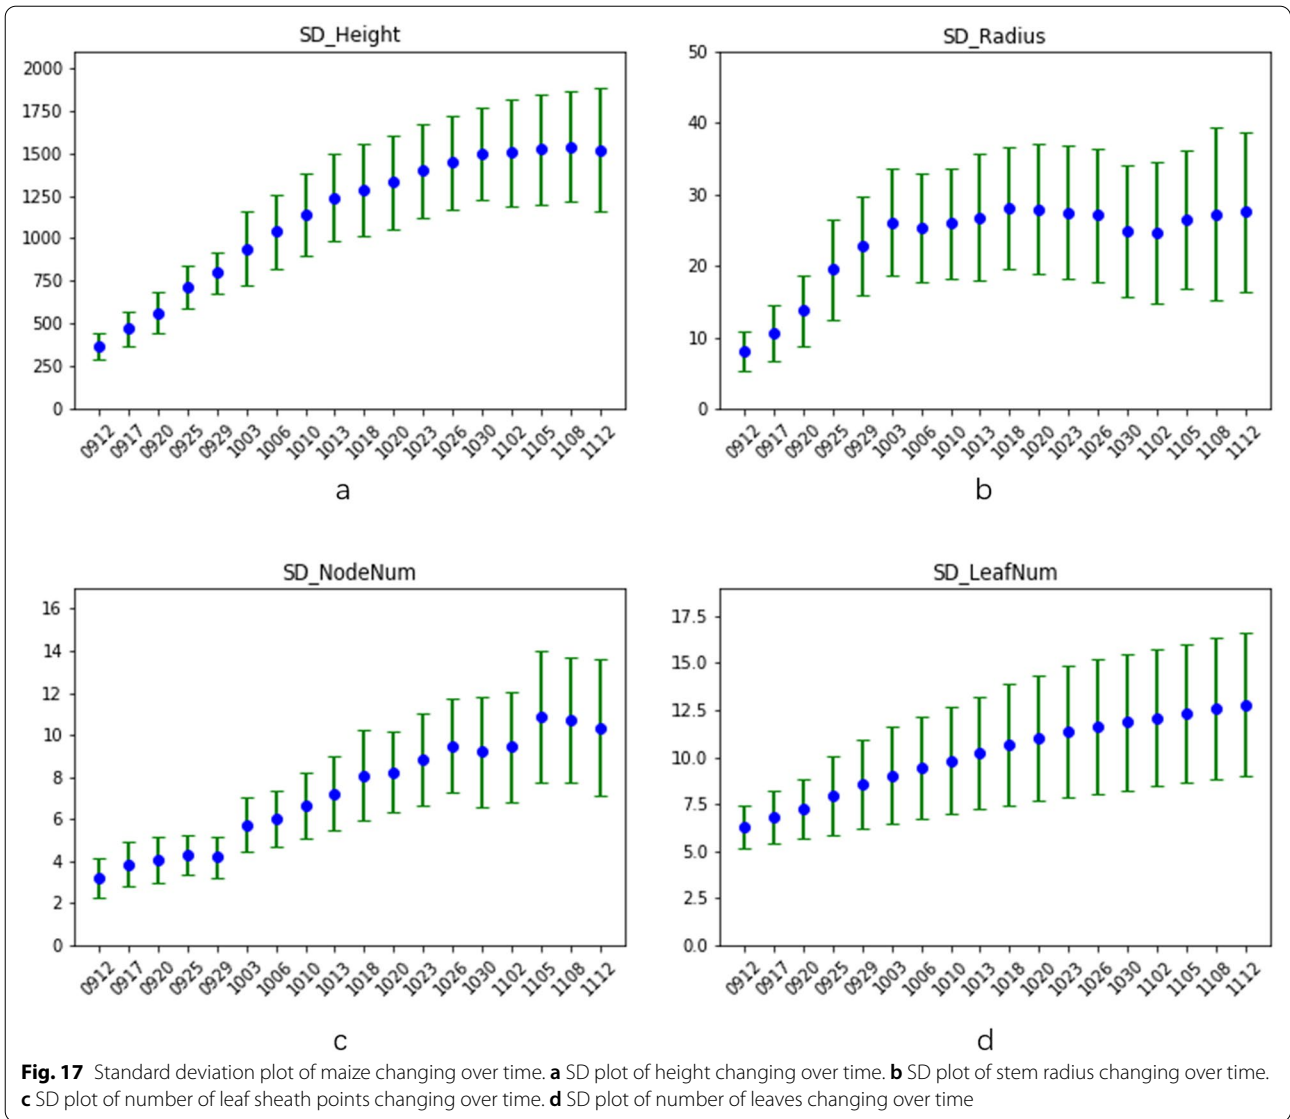 SD_Height
2000
1750
1500
1250
1000
750
500
250
0
0912 0917 0920 0925 0929 1003 1006 1010 1013 1018 1020 1023 1026 1030 1102 1105 1108 1112
a
SD_Radius
50
40
30
20
10
0
0912 0917 0920 0925 0929 1003 1006 1010 1013 1018 1020 1023 1026 1030 1102 1105 1108 1112
b
SD_NodeNum
16
14
12
10
8
6
4
2
0
0912 0917 0920 0925 0929 1003 1006 1010 1013 1018 1020 1023 1026 1030 1102 1105 1108 1112
c
SD_LeafNum
17.5
15.0
12.5
10.0
7.5
5.0
2.5
0.0
0912 0917 0920 0925 0929 1003 1006 1010 1013 1018 1020 1023 1026 1030 1102 1105 1108 1112
d
Fig. 17 Standard deviation plot of maize changing over time. a SD plot of height changing over time. b SD plot of stem radius changing over time.
c SD plot of number of leaf sheath points changing over time. d SD plot of number of leaves changing over time